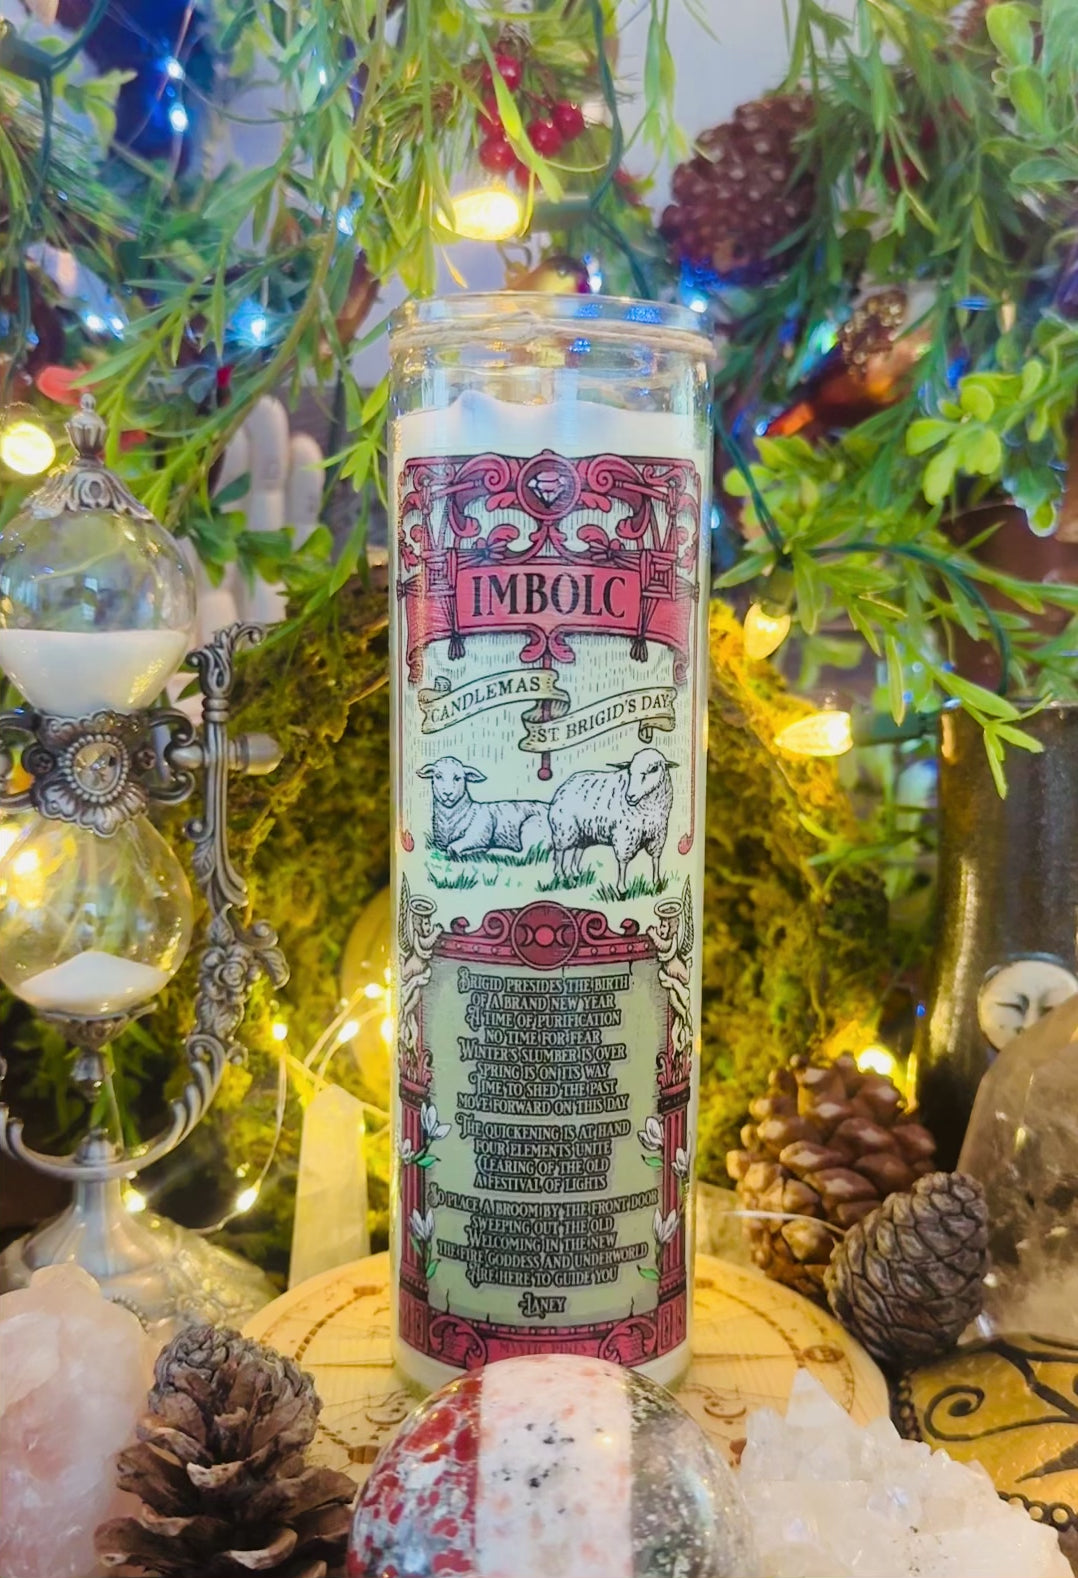 IMBOLC
CANDLEMAS
ST. BRIGID'S DAY
BRIGID PRESIDES THE BIRTH
OF A BRAND NEW YEAR
A TIME OF PURIFICATION
NO TIME FOR FEAR
WINTER'S SLUMBER IS OVER
SPRING IS ON ITS WAY
TIME TO SHED THE PAST
MOVE FORWARD ON THIS DAY
THE QUICKENING IS AT HAND
FOUR ELEMENTS UNITE
CLEARING OF THE OLD
A FESTIVAL OF LIGHTS
SO PLACE A BROOM BY THE FRONT DOOR
SWEEPING OUT THE OLD
WELCOMING IN THE NEW
THE FIRE GODDESS AND UNDERWORLD
ARE HERE TO GUIDE YOU
-JANEY
MYSTIC PINES